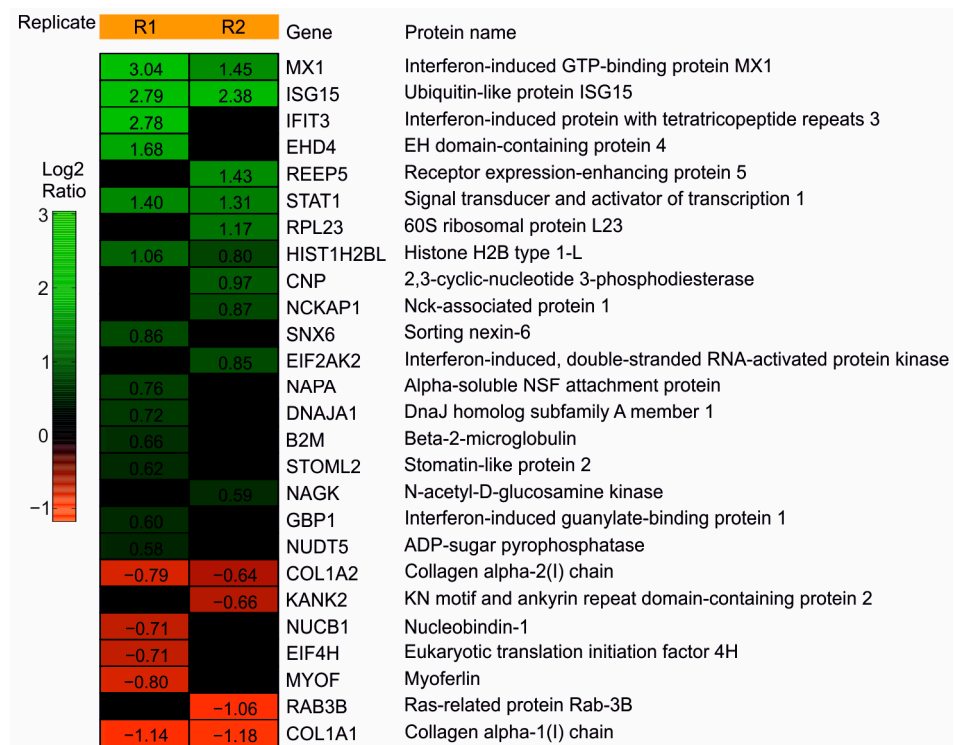 Replicate R1 R2 Gene Protein name
3.04 1.45 MX1 Interferon-induced GTP-binding protein MX1
2.79 2.38 ISG15 Ubiquitin-like protein ISG15
2.78 IFIT3 Interferon-induced protein with tetratricopeptide repeats 3
1.68 EHD4 EH domain-containing protein 4
1.43 REEP5 Receptor expression-enhancing protein 5
1.40 1.31 STAT1 Signal transducer and activator of transcription 1
1.17 RPL23 60S ribosomal protein L23
1.06 0.80 HIST1H2BL Histone H2B type 1-L
0.97 CNP 2,3-cyclic-nucleotide 3-phosphodiesterase
0.87 NCKAP1 Nck-associated protein 1
0.86 SNX6 Sorting nexin-6
0.85 EIF2AK2 Interferon-induced, double-stranded RNA-activated protein kinase
0.76 NAPA Alpha-soluble NSF attachment protein
0.72 DNAJA1 DnaJ homolog subfamily A member 1
0.66 B2M Beta-2-microglobulin
0.62 STOML2 Stomatin-like protein 2
0.59 NAGK N-acetyl-D-glucosamine kinase
0.60 GBP1 Interferon-induced guanylate-binding protein 1
0.58 NUDT5 ADP-sugar pyrophosphatase
−0.79 −0.64 COL1A2 Collagen alpha-2(I) chain
−0.66 KANK2 KN motif and ankyrin repeat domain-containing protein 2
−0.71 NUCB1 Nucleobindin-1
−0.71 EIF4H Eukaryotic translation initiation factor 4H
−0.80 MYOF Myoferlin
−1.06 RAB3B Ras-related protein Rab-3B
−1.14 −1.18 COL1A1 Collagen alpha-1(I) chain
Log2
Ratio
3
2
1
0
−1